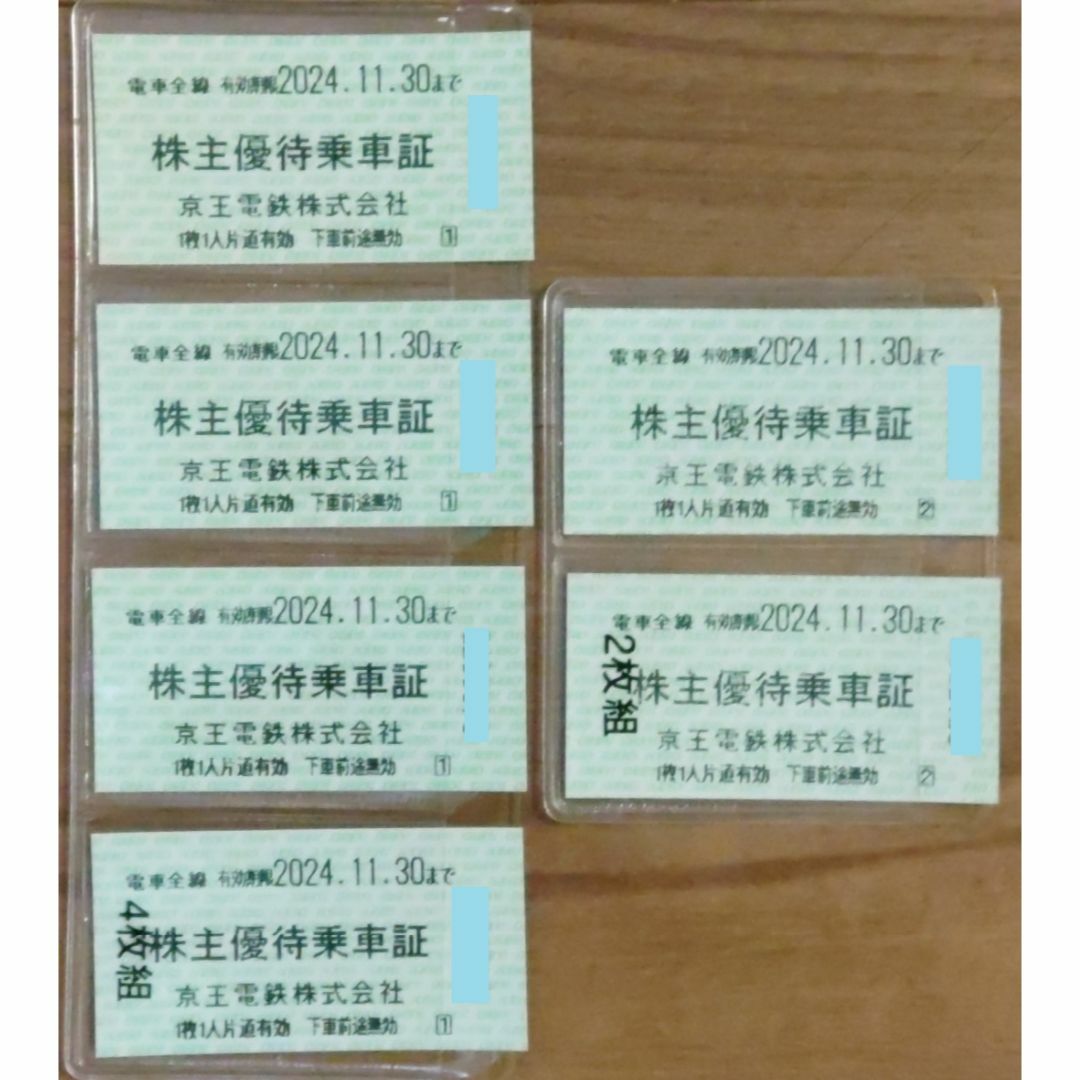 電車全線 有効期限2024.11.30まで
株主優待乗車証
京王電鉄株式会社
1枚1人片道有効 下車前途無効 1
電車全線 有効期限2024.11.30まで
株主優待乗車証
京王電鉄株式会社
1枚1人片道有効 下車前途無効 1
電車全線 有効期限2024.11.30まで
株主優待乗車証
京王電鉄株式会社
1枚1人片道有効 下車前途無効 1
電車全線 有効期限2024.11.30まで
4枚組
株主優待乗車証
京王電鉄株式会社
1枚1人片道有効 下車前途無効 1
電車全線 有効期限2024.11.30まで
株主優待乗車証
京王電鉄株式会社
1枚1人片道有効 下車前途無効 2
電車全線 有効期限2024.11.30まで
2枚組
株主優待乗車証
京王電鉄株式会社
1枚1人片道有効 下車前途無効 2